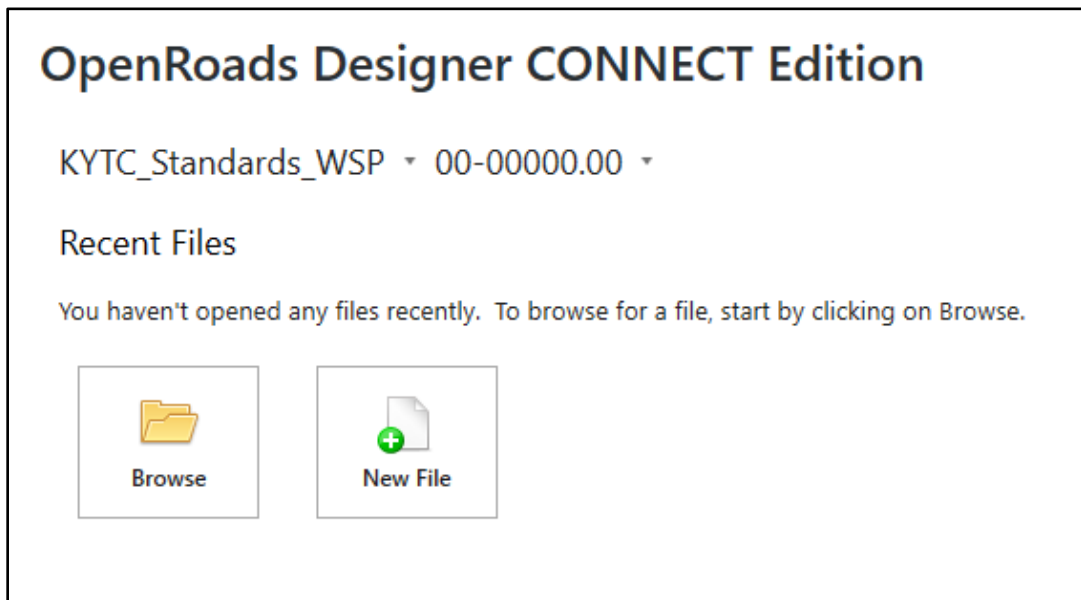 OpenRoads Designer CONNECT Edition
KYTC_Standards_WSP 00-00000.00
Recent Files
You haven't opened any files recently. To browse for a file, start by clicking on Browse.
Browse New File